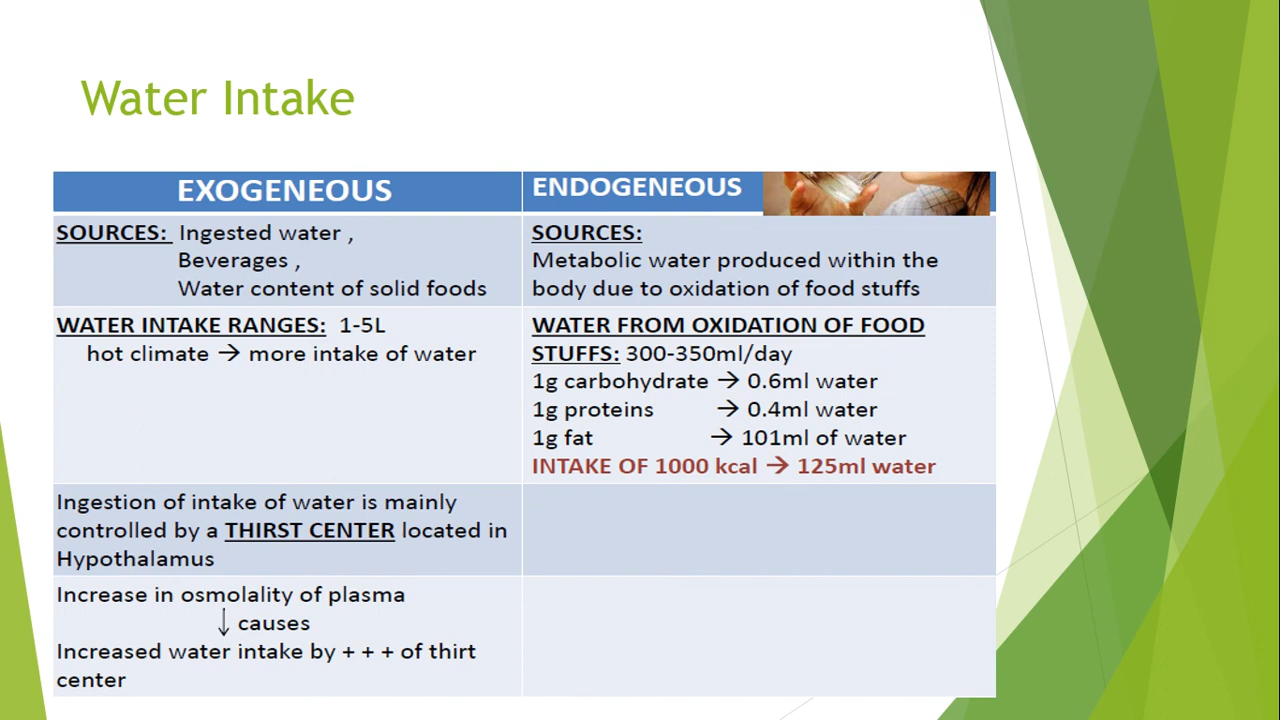 Water Intake
EXOGENEOUS
ENDOGENEOUS
SOURCES: Ingested water ,
Beverages ,
Water content of solid foods
SOURCES:
Metabolic water produced within the
body due to oxidation of food stuffs
WATER INTAKE RANGES: 1-5L
hot climate → more intake of water
WATER FROM OXIDATION OF FOOD
STUFFS: 300-350ml/day
1g carbohydrate → 0.6ml water
1g proteins → 0.4ml water
1g fat → 101ml of water
INTAKE OF 1000 kcal → 125ml water
Ingestion of intake of water is mainly
controlled by a THIRST CENTER located in
Hypothalamus
Increase in osmolality of plasma
↓ causes
Increased water intake by + + + of thirt
center